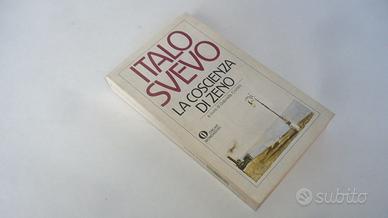 ITALO
SVEVO
LA COSCIENZA
DI ZENO
subito